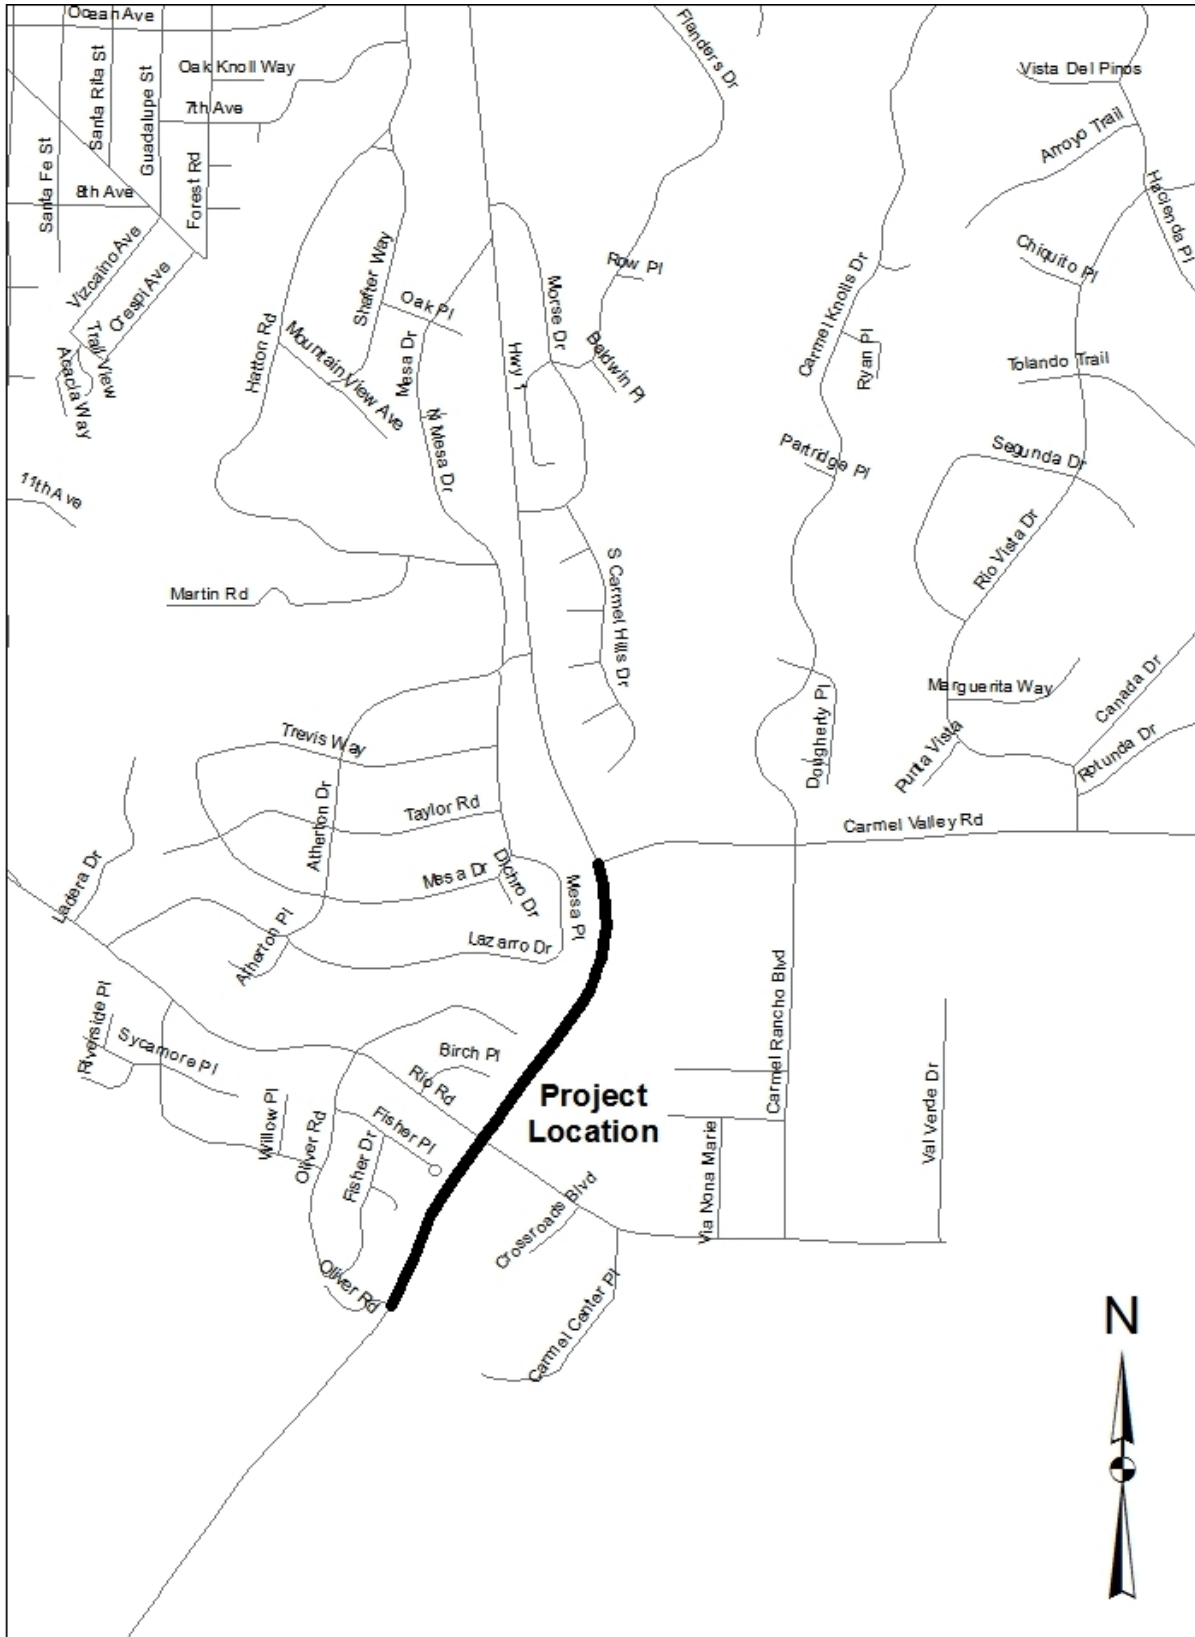 Ocean Ave
Flanders Dr
Santa Rita St
Guadalupe St
Oak Knoll Way
Vista Del Pinos
7th Ave
Arroyo Trail
Santa Fe St
8th Ave
Forest Rd
Hacienda Pl
Vizcaino Ave
Crespi Ave
Shafter Way
Row Pl
Chiquito Pl
Carmel Knolls Dr
Oak Pl
Morse Dr
Trail View
Acacia Way
Hatton Rd
Mountain View Ave
Mesa Dr
Hwy 1
Baldwin Pl
Ryan Pl
Tolando Trail
N Mesa Dr
Partridge Pl
Segunda Dr
11th Ave
Rio Vista Dr
Martin Rd
S Carmel Hills Dr
Marguerita Way
Canada Dr
Dougherty Pl
Trevis Way
Punta Vista
Rotunda Dr
Atherton Dr
Taylor Rd
Carmel Valley Rd
Ladera Dr
Mesa Dr
Dichro Dr
Mesa Pl
Atherton Pl
Lazarro Dr
Carmel Rancho Blvd
Riverside Pl
Sycamore Pl
Birch Pl
Rio Rd
Project
Location
Willow Pl
Oliver Rd
Fisher Pl
Fisher Dr
Via Nona Marie
Val Verde Dr
Crossroads Blvd
Oliver Rd
Carmel Center Pl
N